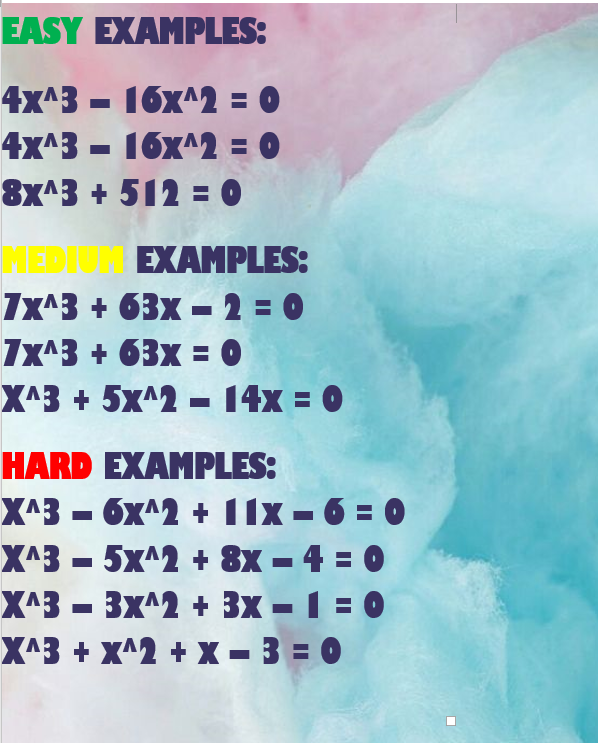 EASY EXAMPLES:
4x^3 – 16x^2 = 0
4x^3 – 16x^2 = 0
8x^3 + 512 = 0
MEDIUM EXAMPLES:
7x^3 + 63x – 2 = 0
7x^3 + 63x = 0
X^3 + 5x^2 – 14x = 0
HARD EXAMPLES:
X^3 – 6x^2 + 11x – 6 = 0
X^3 – 5x^2 + 8x – 4 = 0
X^3 – 3x^2 + 3x – 1 = 0
X^3 + x^2 + x – 3 = 0